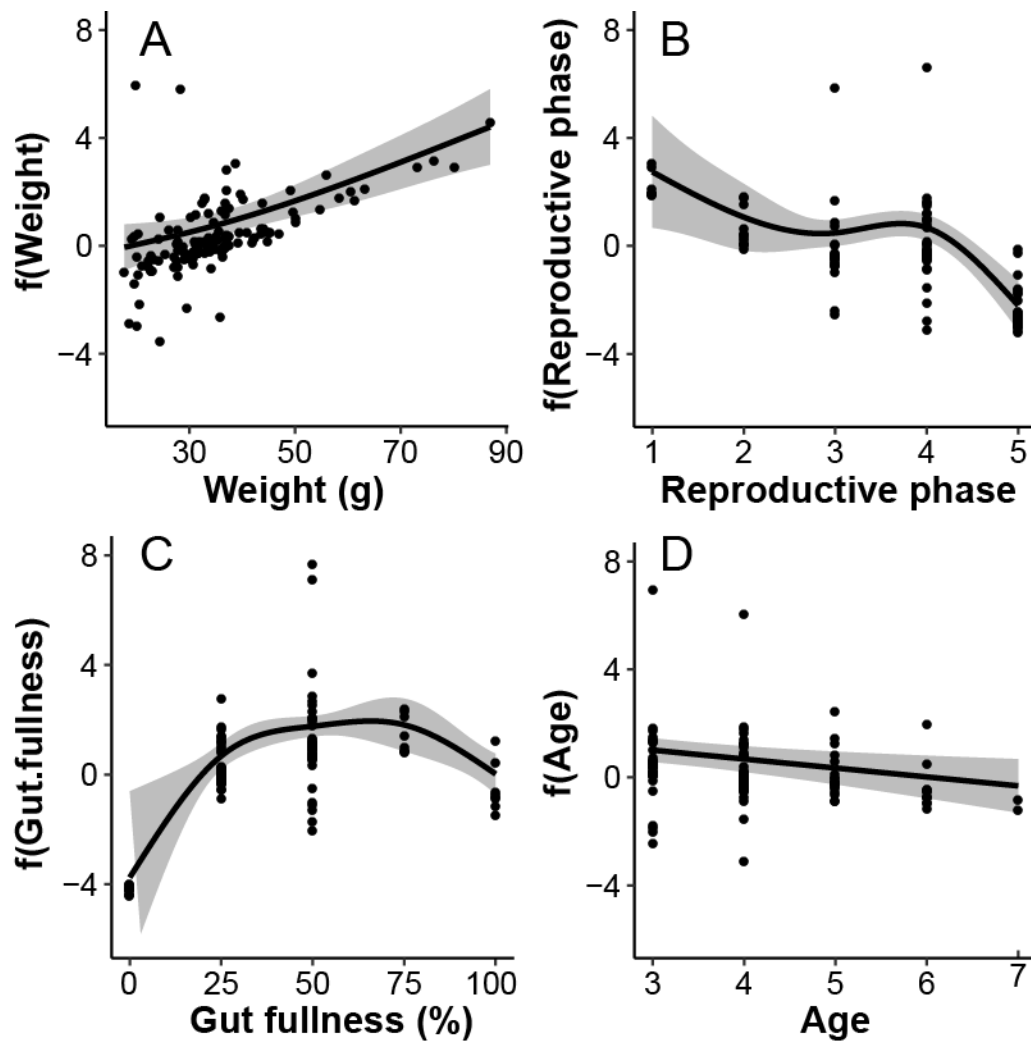 A
8
4
0
−4
f(Weight)
30 50 70 90
Weight (g)
B
8
4
0
−4
f(Reproductive phase)
1 2 3 4 5
Reproductive phase
C
8
4
0
−4
f(Gut.fullness)
0 25 50 75 100
Gut fullness (%)
D
8
4
0
−4
f(Age)
3 4 5 6 7
Age